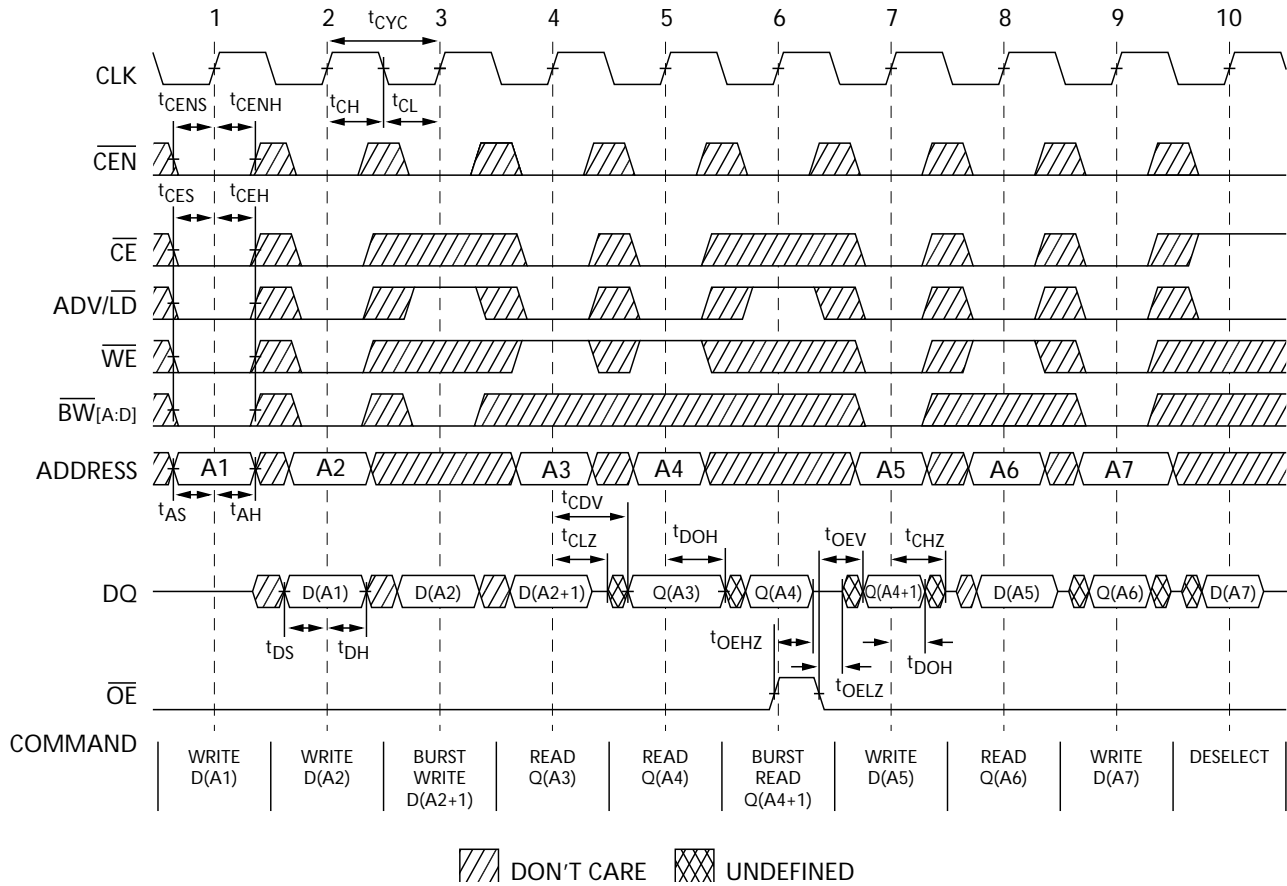 1 2 tCYC 3 4 5 6 7 8 9 10
CLK
tCENS tCENH tCH tCL
CEN
tCES tCEH
CE
ADV/LD
WE
BW[A:D]
ADDRESS A1 A2 A3 A4 A5 A6 A7
tAS tAH tCDV
tCLZ tDOH tOEV tCHZ
DQ D(A1) D(A2) D(A2+1) Q(A3) Q(A4) Q(A4+1) D(A5) Q(A6) D(A7)
tDS tDH tOEHZ tDOH
tOELZ
OE
COMMAND
WRITE D(A1)
WRITE D(A2)
BURST WRITE D(A2+1)
READ Q(A3)
READ Q(A4)
BURST READ Q(A4+1)
WRITE D(A5)
READ Q(A6)
WRITE D(A7)
DESELECT
DON'T CARE UNDEFINED